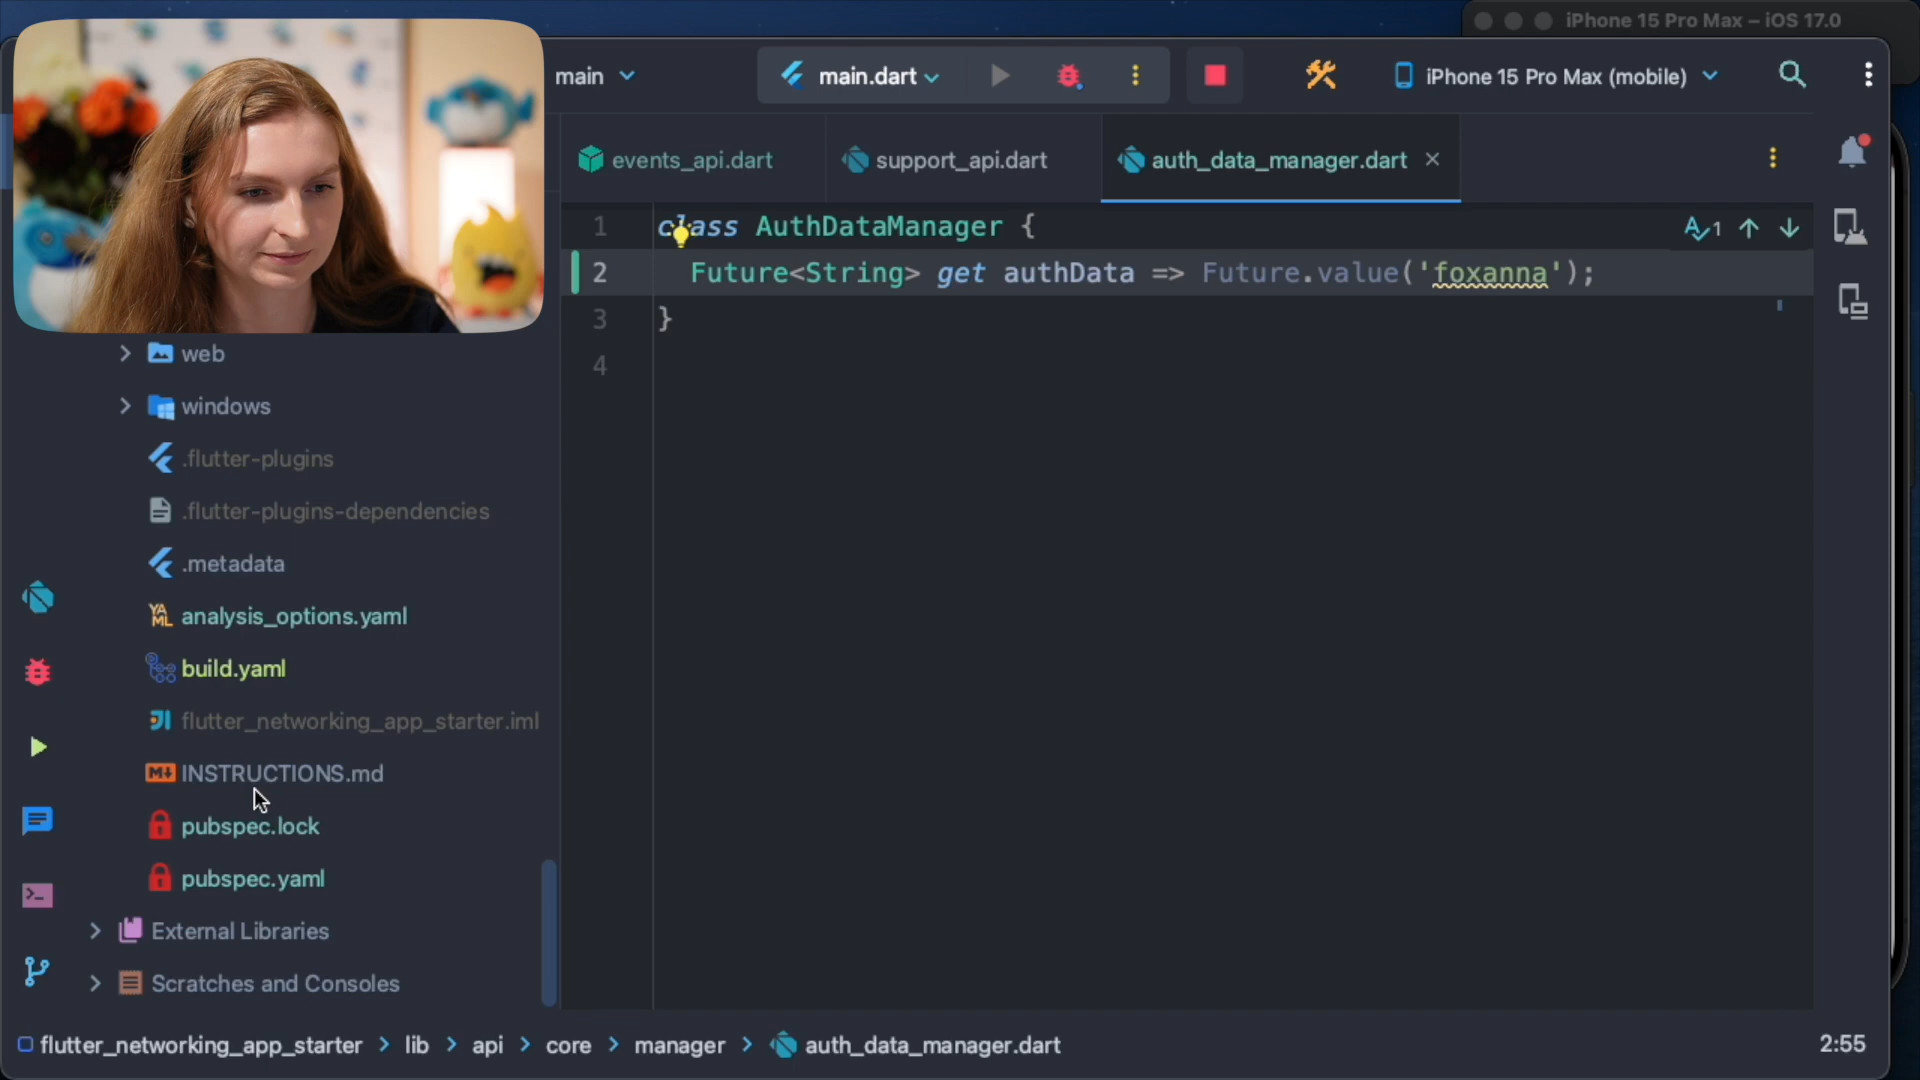 iPhone 15 Pro Max – iOS 17.0
main
main.dart
iPhone 15 Pro Max (mobile)
events_api.dart
support_api.dart
auth_data_manager.dart
1 class AuthDataManager {
2 Future<String> get authData => Future.value('foxanna');
3 }
4
1
web
windows
.flutter-plugins
.flutter-plugins-dependencies
.metadata
YAML analysis_options.yaml
build.yaml
flutter_networking_app_starter.iml
M↓ INSTRUCTIONS.md
pubspec.lock
pubspec.yaml
External Libraries
Scratches and Consoles
flutter_networking_app_starter > lib > api > core > manager > auth_data_manager.dart
2:55